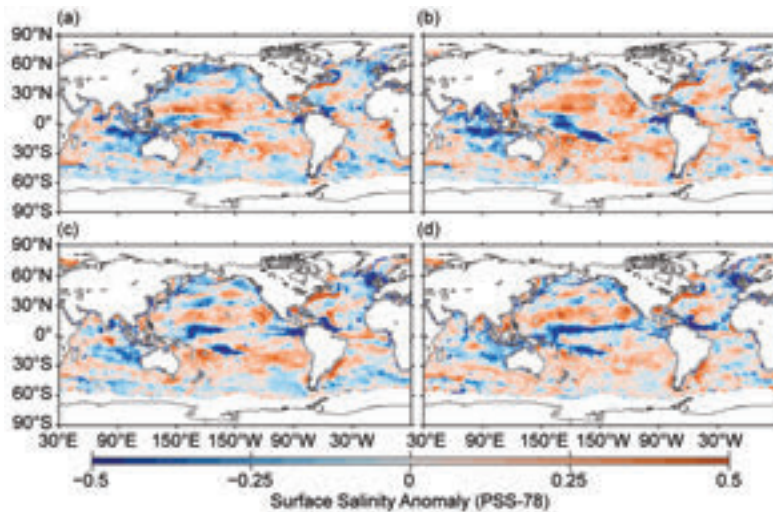 (a) (b)
90°N
60°N
30°N
0°
30°S
60°S
90°S
(c) (d)
90°N
60°N
30°N
0°
30°S
60°S
90°S
30°E 90°E 150°E 150°W 90°W 30°W 30°E 90°E 150°E 150°W 90°W 30°W
−0.5 −0.25 0 0.25 0.5
Surface Salinity Anomaly (PSS-78)